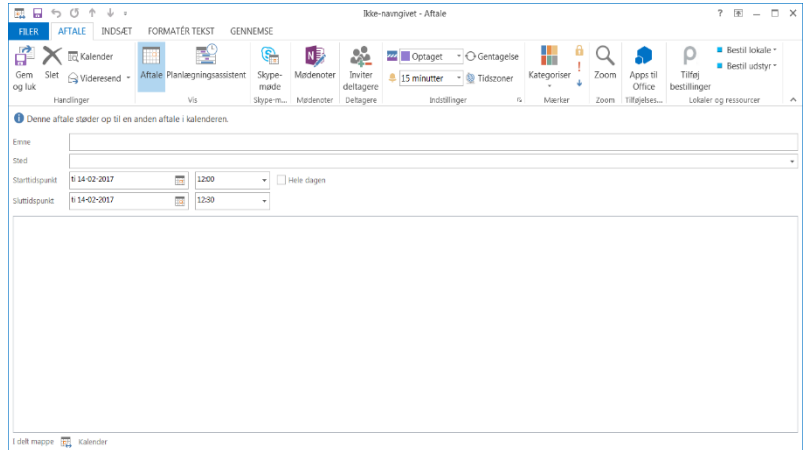 Ikke-navngivet - Aftale
FILER AFTALE INDSÆT FORMATÉR TEKST GENNEMSE
Gem og luk
Slet
Kalender
Videresend
Handlinger
Aftale
Planlægningsassistent
Vis
Skype-møde
Skype-m...
Mødenoter
Mødenoter
Inviter deltagere
Deltagere
Optaget
Gentagelse
15 minutter
Tidszoner
Indstillinger
Kategoriser
Mærker
Zoom
Zoom
Apps til Office
Tilføjelses...
Tilføj bestillinger
Bestil lokale
Bestil udstyr
Lokaler og ressourcer
Denne aftale støder op til en anden aftale i kalenderen.
Emne
Sted
Starttidspunkt ti 14-02-2017 12:00 Hele dagen
Sluttidspunkt ti 14-02-2017 12:30
I delt mappe Kalender